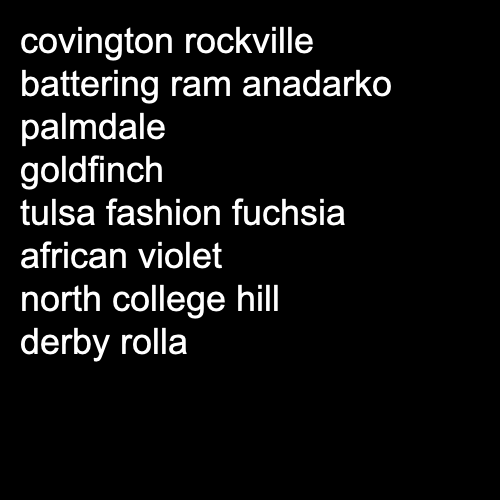 covington rockville
battering ram anadarko
palmdale
goldfinch
tulsa fashion fuchsia
african violet
north college hill
derby rolla